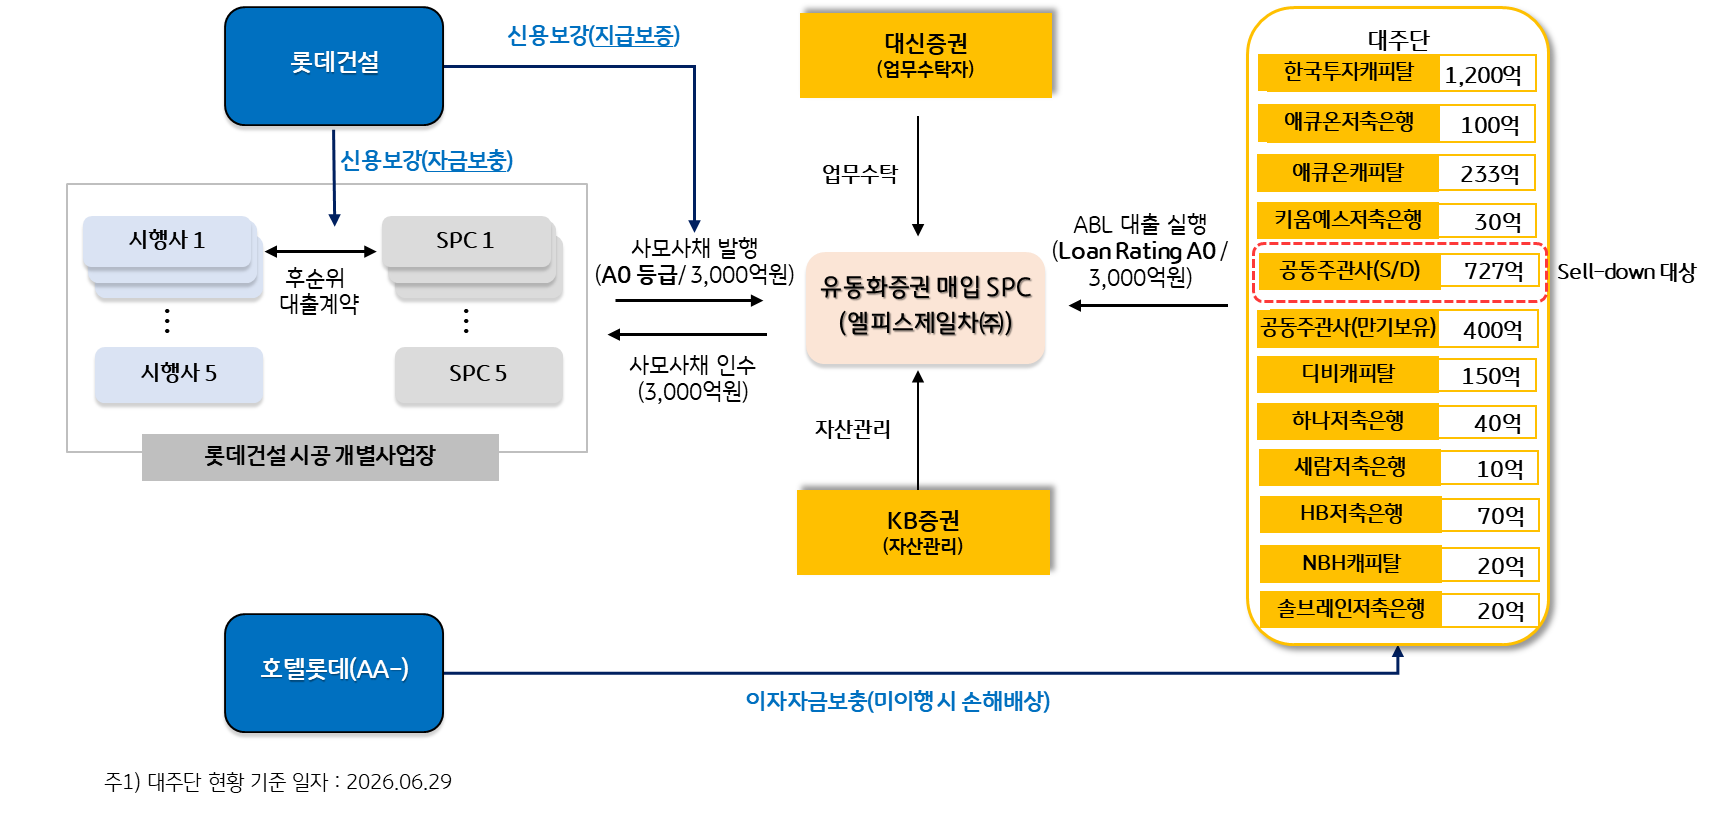 롯데건설
신용보강(지급보증)
신용보강(자금보충)
시행사 1
SPC 1
후순위
대출계약
⋮
⋮
시행사 5
SPC 5
롯데건설 시공 개별사업장
사모사채 발행
(A0 등급/ 3,000억원)
사모사채 인수
(3,000억원)
대신증권
(업무수탁자)
업무수탁
유동화증권 매입 SPC
(엘피스제일차㈜)
자산관리
KB증권
(자산관리)
ABL 대출 실행
(Loan Rating A0 /
3,000억원)
대주단
한국투자캐피탈 1,200억
애큐온저축은행 100억
애큐온캐피탈 233억
키움예스저축은행 30억
공동주관사(S/D) 727억
Sell-down 대상
공동주관사(만기보유) 400억
디비캐피탈 150억
하나저축은행 40억
세람저축은행 10억
HB저축은행 70억
NBH캐피탈 20억
솔브레인저축은행 20억
호텔롯데(AA-)
이자자금보충(미이행 시 손해배상)
주1) 대주단 현황 기준 일자 : 2026.06.29